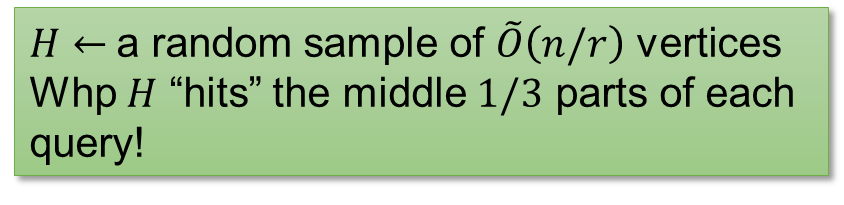 H ← a random sample of Õ(n/r) vertices
Whp H “hits” the middle 1/3 parts of each
query!